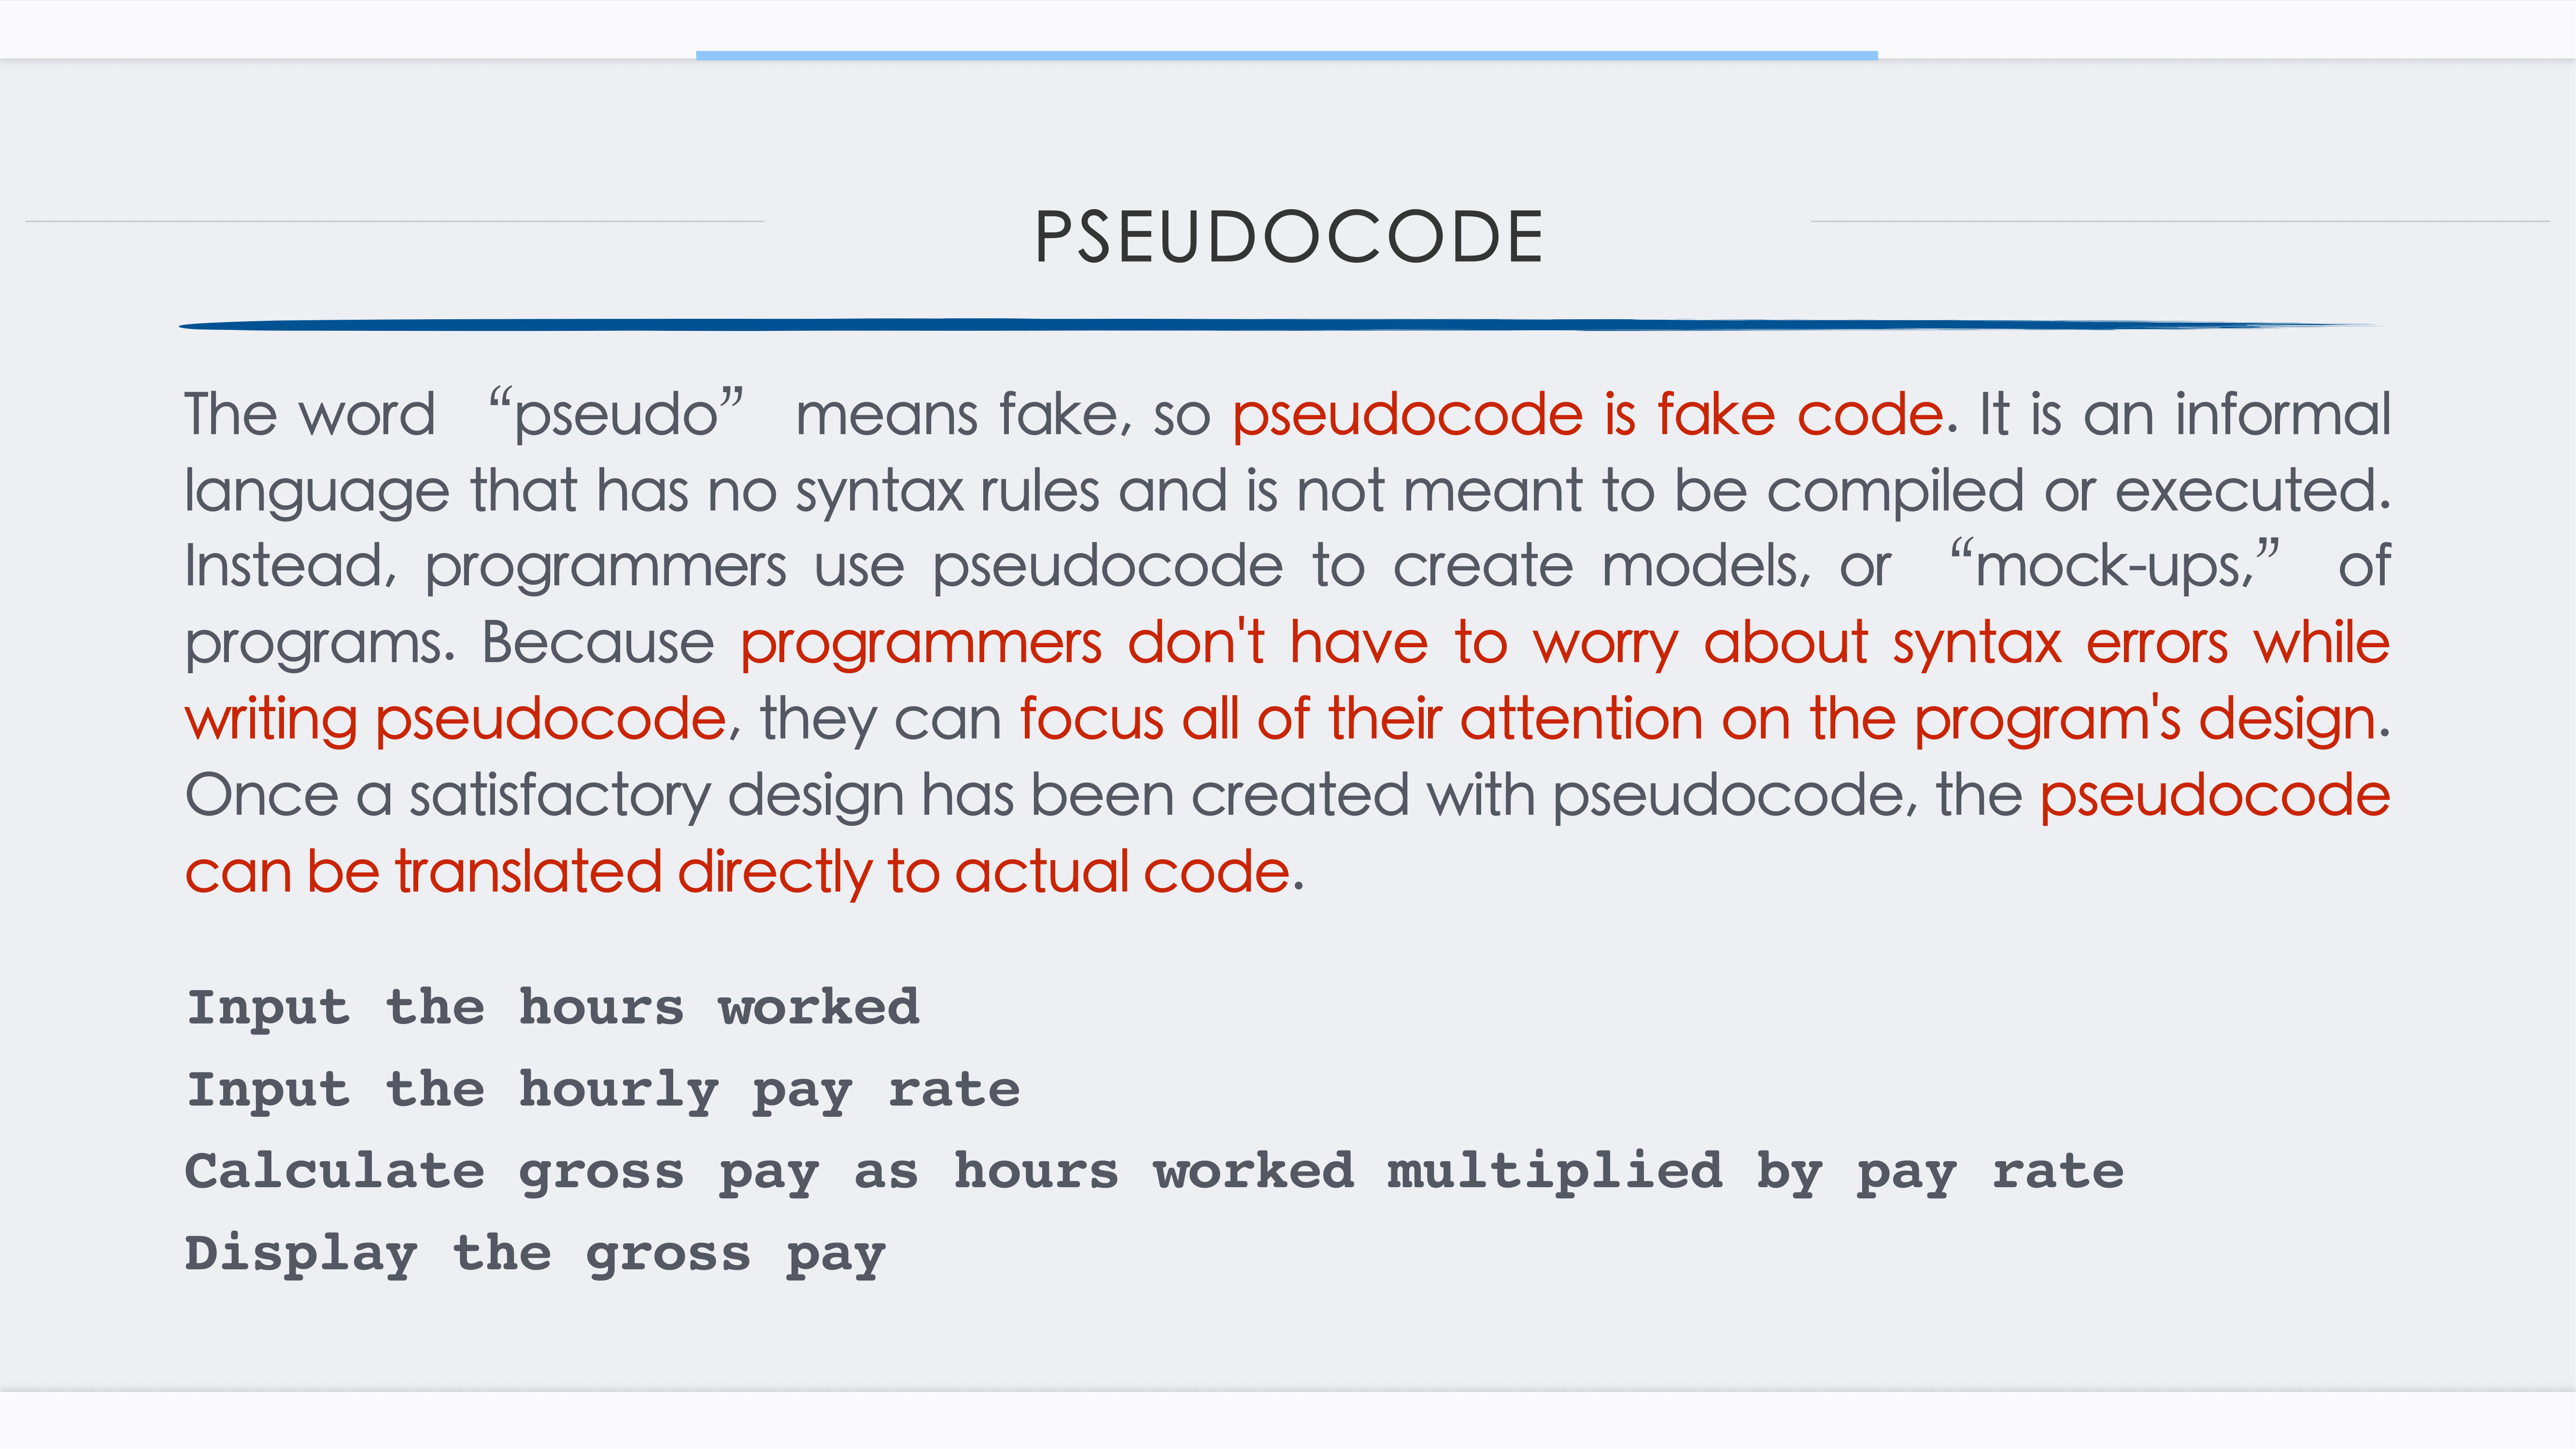 PSEUDOCODE
The word “pseudo” means fake, so pseudocode is fake code. It is an informal
language that has no syntax rules and is not meant to be compiled or executed.
Instead, programmers use pseudocode to create models, or “mock-ups,” of
programs. Because programmers don't have to worry about syntax errors while
writing pseudocode, they can focus all of their attention on the program's design.
Once a satisfactory design has been created with pseudocode, the pseudocode
can be translated directly to actual code.
Input the hours worked
Input the hourly pay rate
Calculate gross pay as hours worked multiplied by pay rate
Display the gross pay